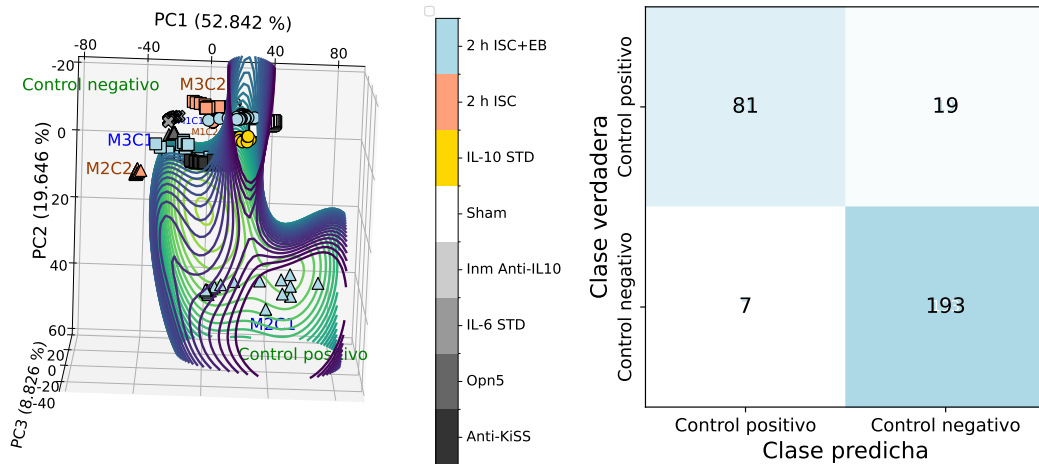 PC1 (52.842 %)
-80
-40
0
40
80
-20
0
20
40
60
PC2 (19.646 %)
20
0
-20
-40
PC3 (8.826 %)
Control negativo
M3C2
M1C2
M3C1
M2C2
M2C1
Control positivo
2 h ISC+EB
2 h ISC
IL-10 STD
Sham
Inm Anti-IL10
IL-6 STD
Opn5
Anti-KiSS
Clase verdadera
Control positivo
Control negativo
81
19
7
193
Control positivo
Control negativo
Clase predicha